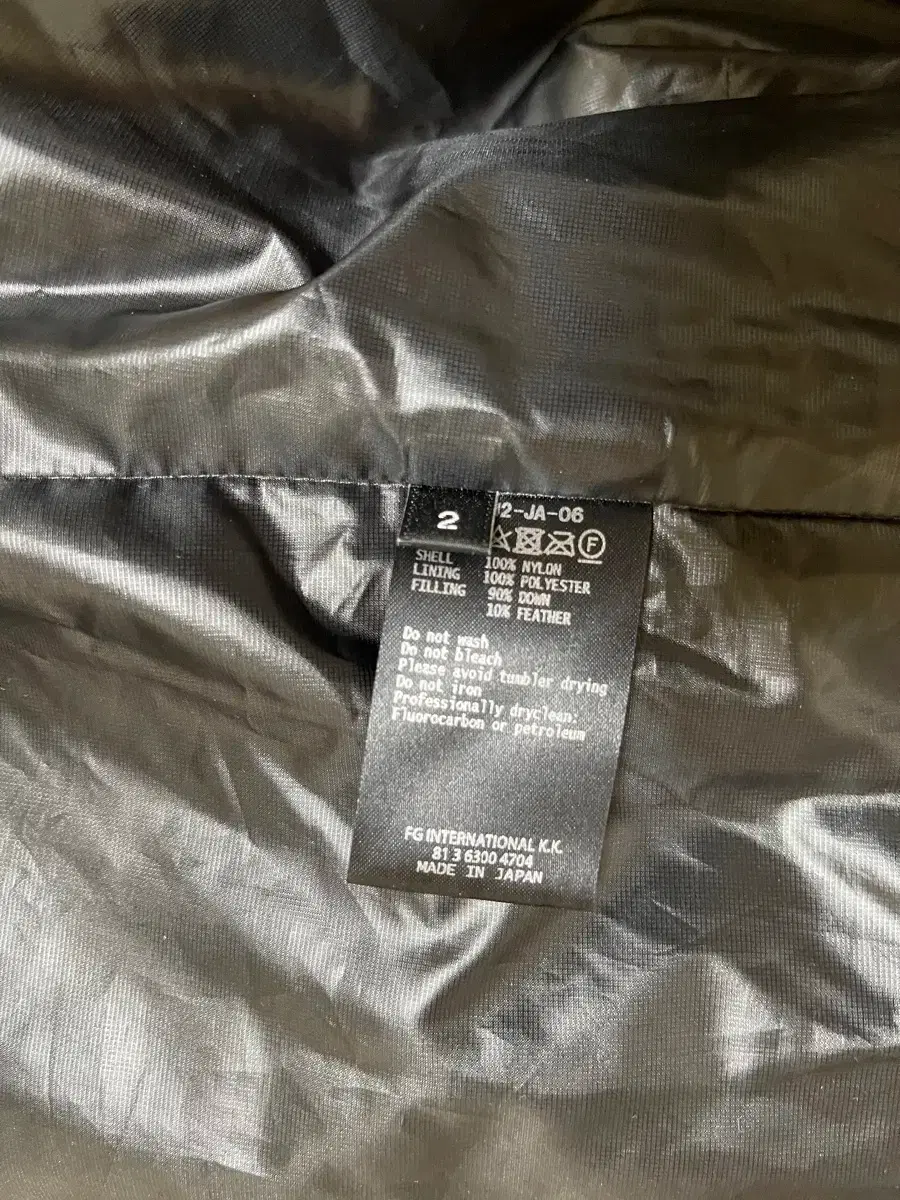 2
2-JA-06
F
SHELL 100% NYLON
LINING 100% POLYESTER
FILLING 90% DOWN
10% FEATHER
Do not wash
Do not bleach
Please avoid tumbler drying
Do not iron
Professionally dryclean:
Fluorocarbon or petroleum
FG INTERNATIONAL K.K.
81 3 6300 4704
MADE IN JAPAN